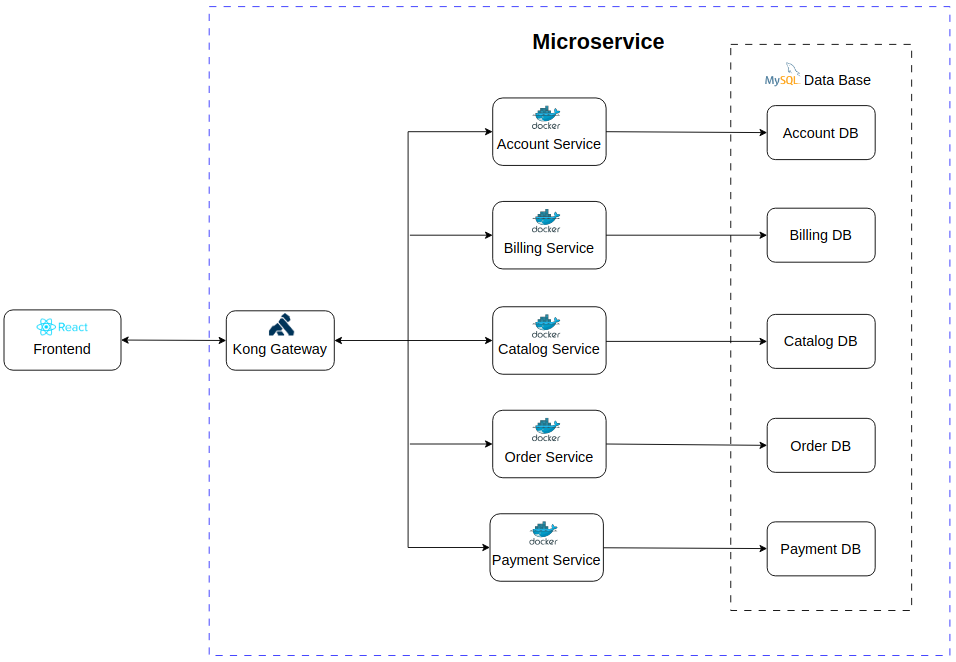 Microservice
MySQL Data Base
docker
Account Service
Account DB
docker
Billing Service
Billing DB
React
Frontend
Kong Gateway
docker
Catalog Service
Catalog DB
docker
Order Service
Order DB
docker
Payment Service
Payment DB